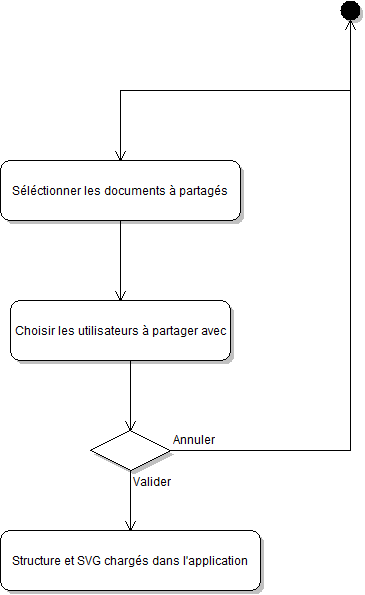 Séléctionner les documents à partagés
Choisir les utilisateurs à partager avec
Annuler
Valider
Structure et SVG chargés dans l'application